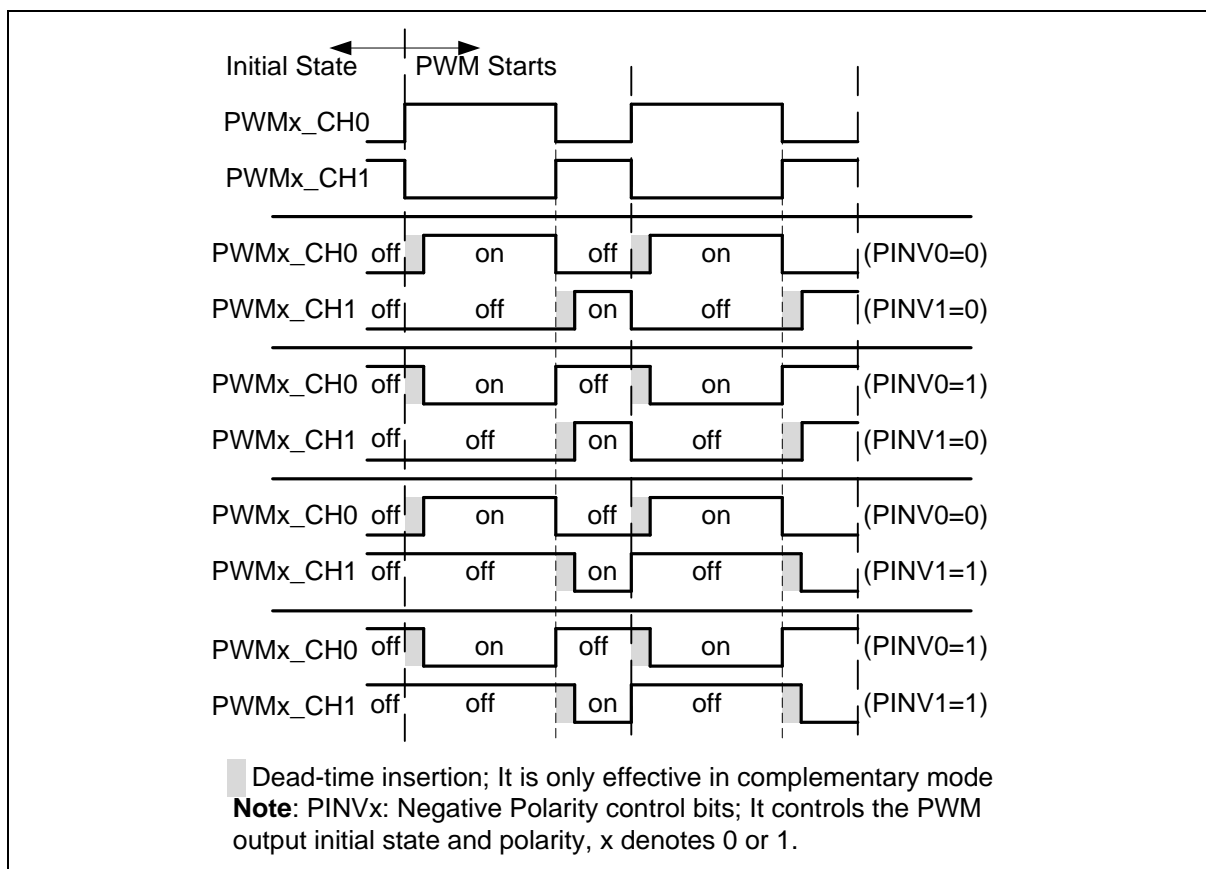 Initial State PWM Starts
PWMx_CH0
PWMx_CH1
PWMx_CH0 off on off on (PINV0=0)
PWMx_CH1 off off on off (PINV1=0)
PWMx_CH0 off on off on (PINV0=1)
PWMx_CH1 off off on off (PINV1=0)
PWMx_CH0 off on off on (PINV0=0)
PWMx_CH1 off off on off (PINV1=1)
PWMx_CH0 off on off on (PINV0=1)
PWMx_CH1 off off on off (PINV1=1)
Dead-time insertion; It is only effective in complementary mode
Note: PINVx: Negative Polarity control bits; It controls the PWM
output initial state and polarity, x denotes 0 or 1.